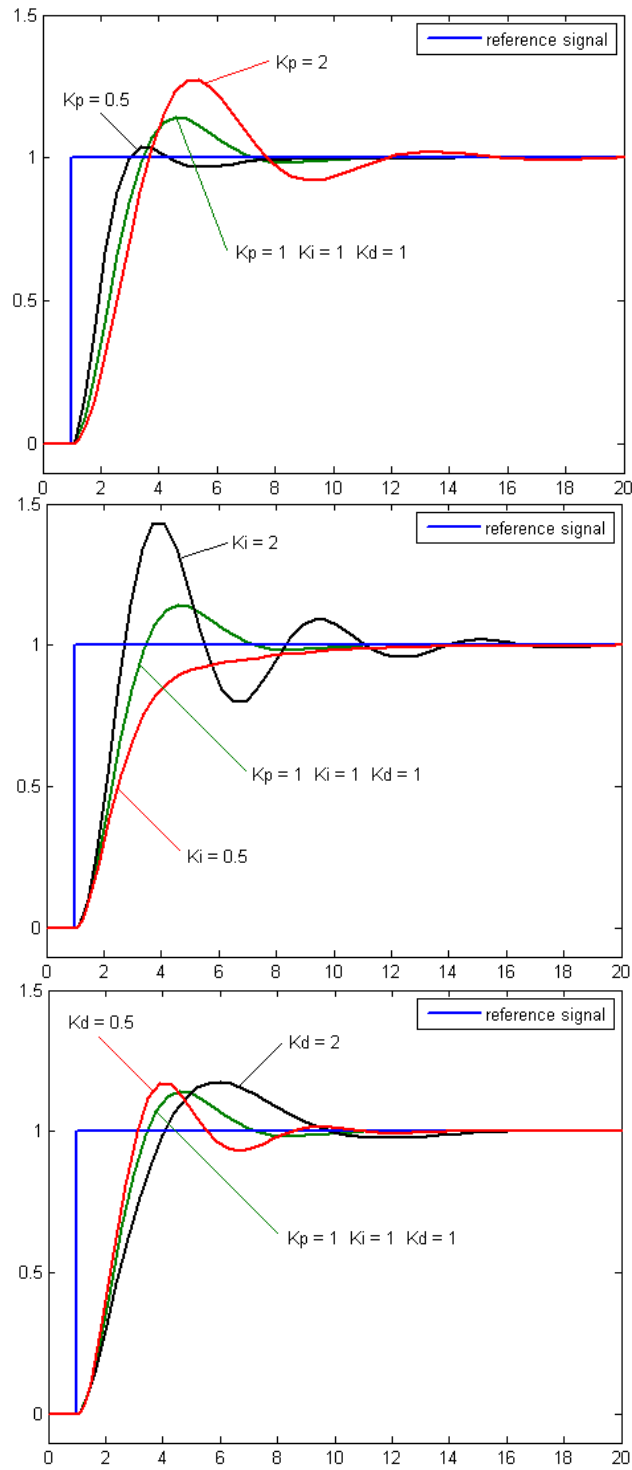 1.5
reference signal
Kp = 2
Kp = 0.5
1
Kp = 1 Ki = 1 Kd = 1
0.5
0
0 2 4 6 8 10 12 14 16 18 20
1.5
reference signal
Ki = 2
1
Kp = 1 Ki = 1 Kd = 1
0.5
Ki = 0.5
0
0 2 4 6 8 10 12 14 16 18 20
1.5
reference signal
Kd = 0.5
Kd = 2
1
Kp = 1 Ki = 1 Kd = 1
0.5
0
0 2 4 6 8 10 12 14 16 18 20